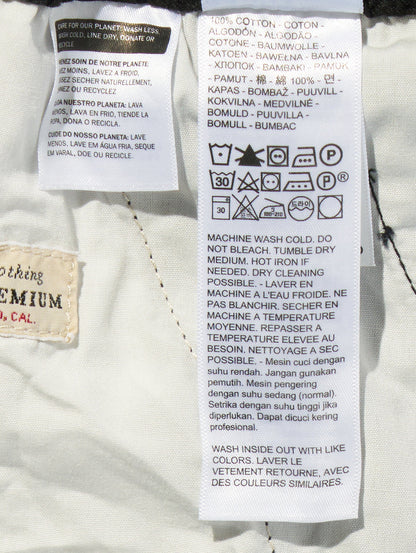 CARE FOR OUR PLANET: WASH LESS,
WASH COLD, LINE DRY, DONATE OR
RECYCLE
SOIN DE NOTRE PLANETE:
MOINS, LAVEZ A FROID,
SECHER NATURELLEMENT,
RECYCLEZ
NUESTRO PLANETA: LAVA
LAVA EN FRIO, TIENDE LA
ROPA, DONA O RECICLA
CUIDE DO NOSSO PLANETA: LAVE
MENOS, LAVE EM ÁGUA FRIA, SEQUE
EM VARAL, DOE OU RECICLE.
othing
EMIUM
CAL.
100% COTTON - COTON -
ALGODÓN - ALGODÃO -
COTONE - BAUMWOLLE -
KATOEN - BAWEŁNA - BAVLNA
- ХЛОПОК - BAMBAKI - PAMUK
- PAMUT - 棉 - 綿 100% - 면 -
KAPAS - BOMBAŽ - PUUVILL -
KOKVILNA - MEDVILNĖ -
BOMULD - PUUVILLA -
BOMULL - BUMBAC
P
30 P ®
30 180-210
MACHINE WASH COLD. DO
NOT BLEACH. TUMBLE DRY
MEDIUM. HOT IRON IF
NEEDED. DRY CLEANING
POSSIBLE. - LAVER EN
MACHINE A L'EAU FROIDE. NE
PAS BLANCHIR. SECHER EN
MACHINE A TEMPERATURE
MOYENNE. REPASSER A
TEMPERATURE ELEVEE AU
BESOIN. NETTOYAGE A SEC
POSSIBLE. - Mesin cuci dengan
suhu rendah. Jangan gunakan
pemutih. Mesin pengering
dengan suhu sedang (normal).
Setrika dengan suhu tinggi jika
diperlukan. Dapat dicuci kering
profesional.
WASH INSIDE OUT WITH LIKE
COLORS. LAVER LE
VETEMENT RETOURNE, AVEC
DES COULEURS SIMILAIRES.